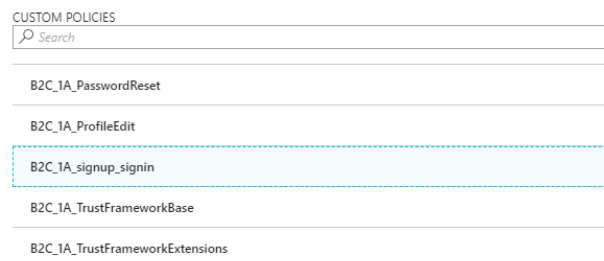 CUSTOM POLICIES
Search
B2C_1A_PasswordReset
B2C_1A_ProfileEdit
B2C_1A_signup_signin
B2C_1A_TrustFrameworkBase
B2C_1A_TrustFrameworkExtensions